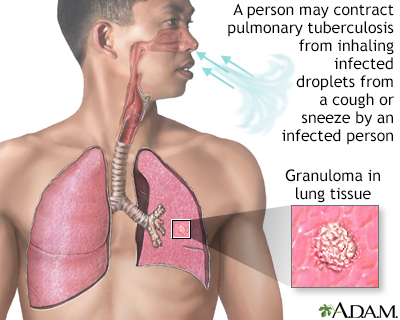 A person may contract
pulmonary tuberculosis
from inhaling
infected
droplets from
a cough or
sneeze by an
infected person
Granuloma in
lung tissue
A.D.A.M.